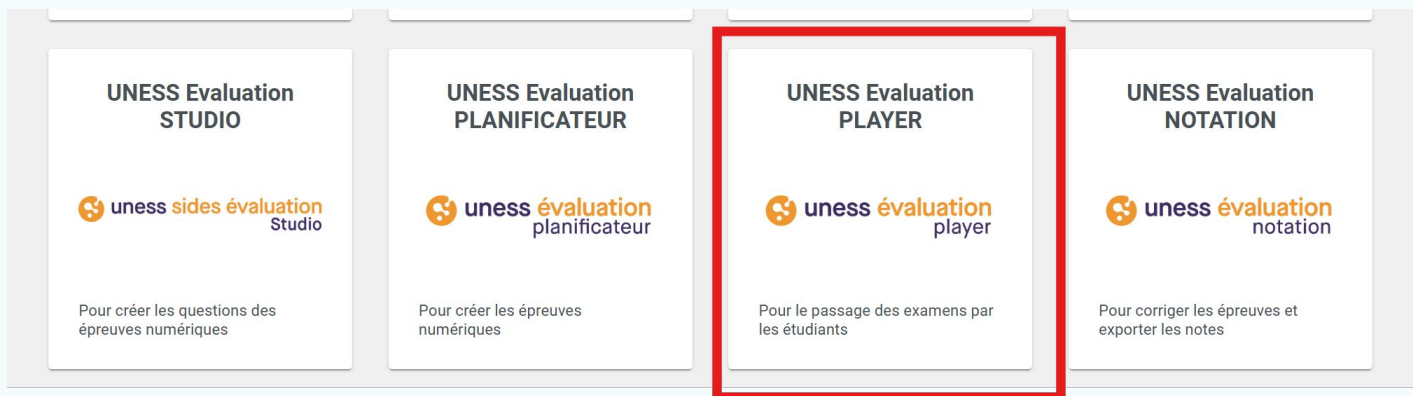 UNESS Evaluation
STUDIO
uness sides évaluation
Studio
Pour créer les questions des
épreuves numériques
UNESS Evaluation
PLANIFICATEUR
uness évaluation
planificateur
Pour créer les épreuves
numériques
UNESS Evaluation
PLAYER
uness évaluation
player
Pour le passage des examens par
les étudiants
UNESS Evaluation
NOTATION
uness évaluation
notation
Pour corriger les épreuves et
exporter les notes